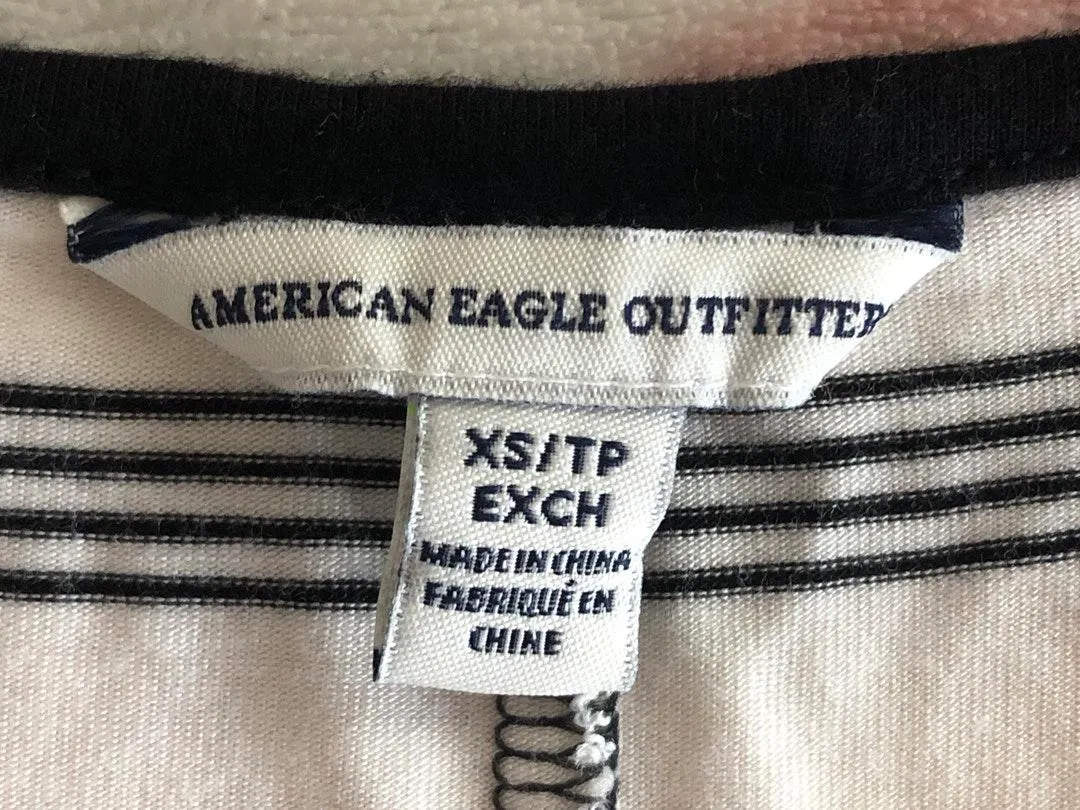 AMERICAN EAGLE OUTFITTER
XS/TP
EXCH
MADE IN CHINA
FABRIQUÉ EN
CHINE